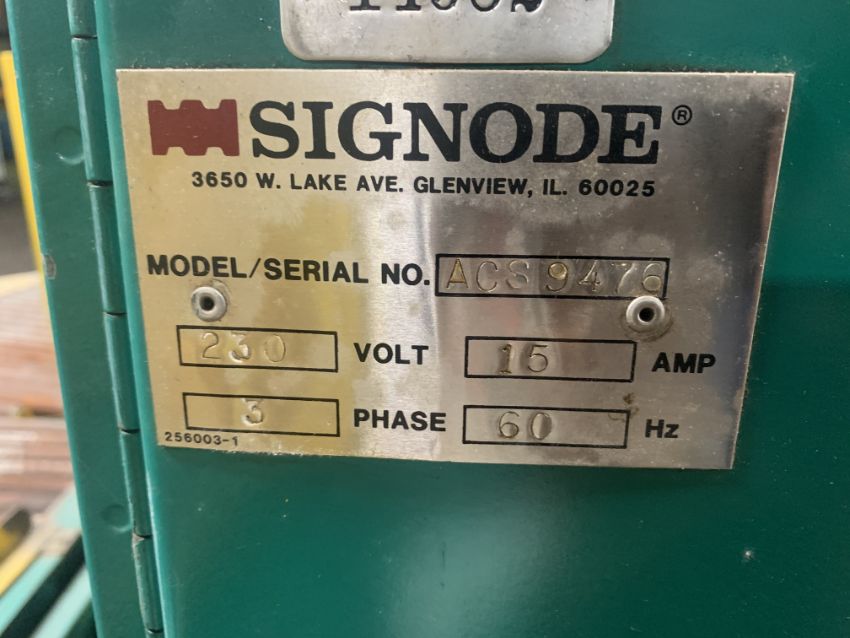 SIGNODE®
3650 W. LAKE AVE. GLENVIEW, IL. 60025
MODEL/SERIAL NO. ACS 9476
230 VOLT 15 AMP
3 PHASE 60 Hz
256003-1